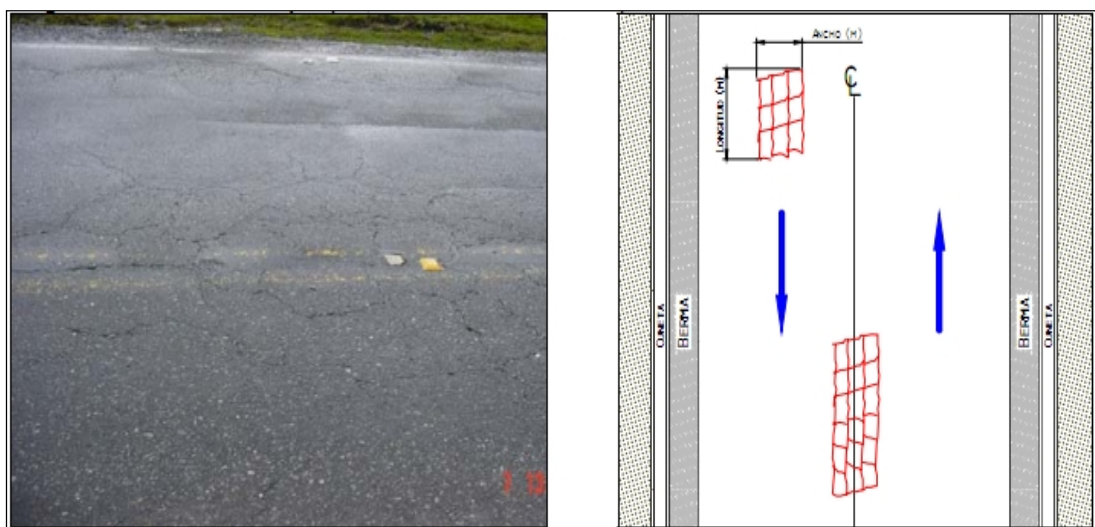 ANCHO (M)
LONGITUD (M)
CL
CUNETA
BERMA
BERMA
CUNETA